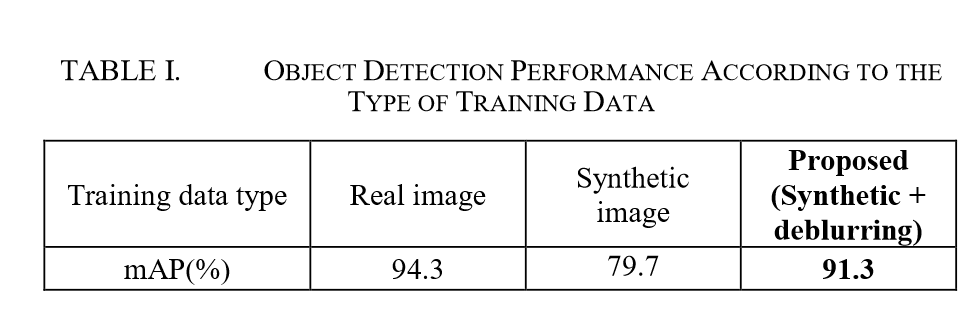 TABLE I. OBJECT DETECTION PERFORMANCE ACCORDING TO THE
TYPE OF TRAINING DATA
Training data type Real image Synthetic image Proposed (Synthetic + deblurring)
mAP(%) 94.3 79.7 91.3